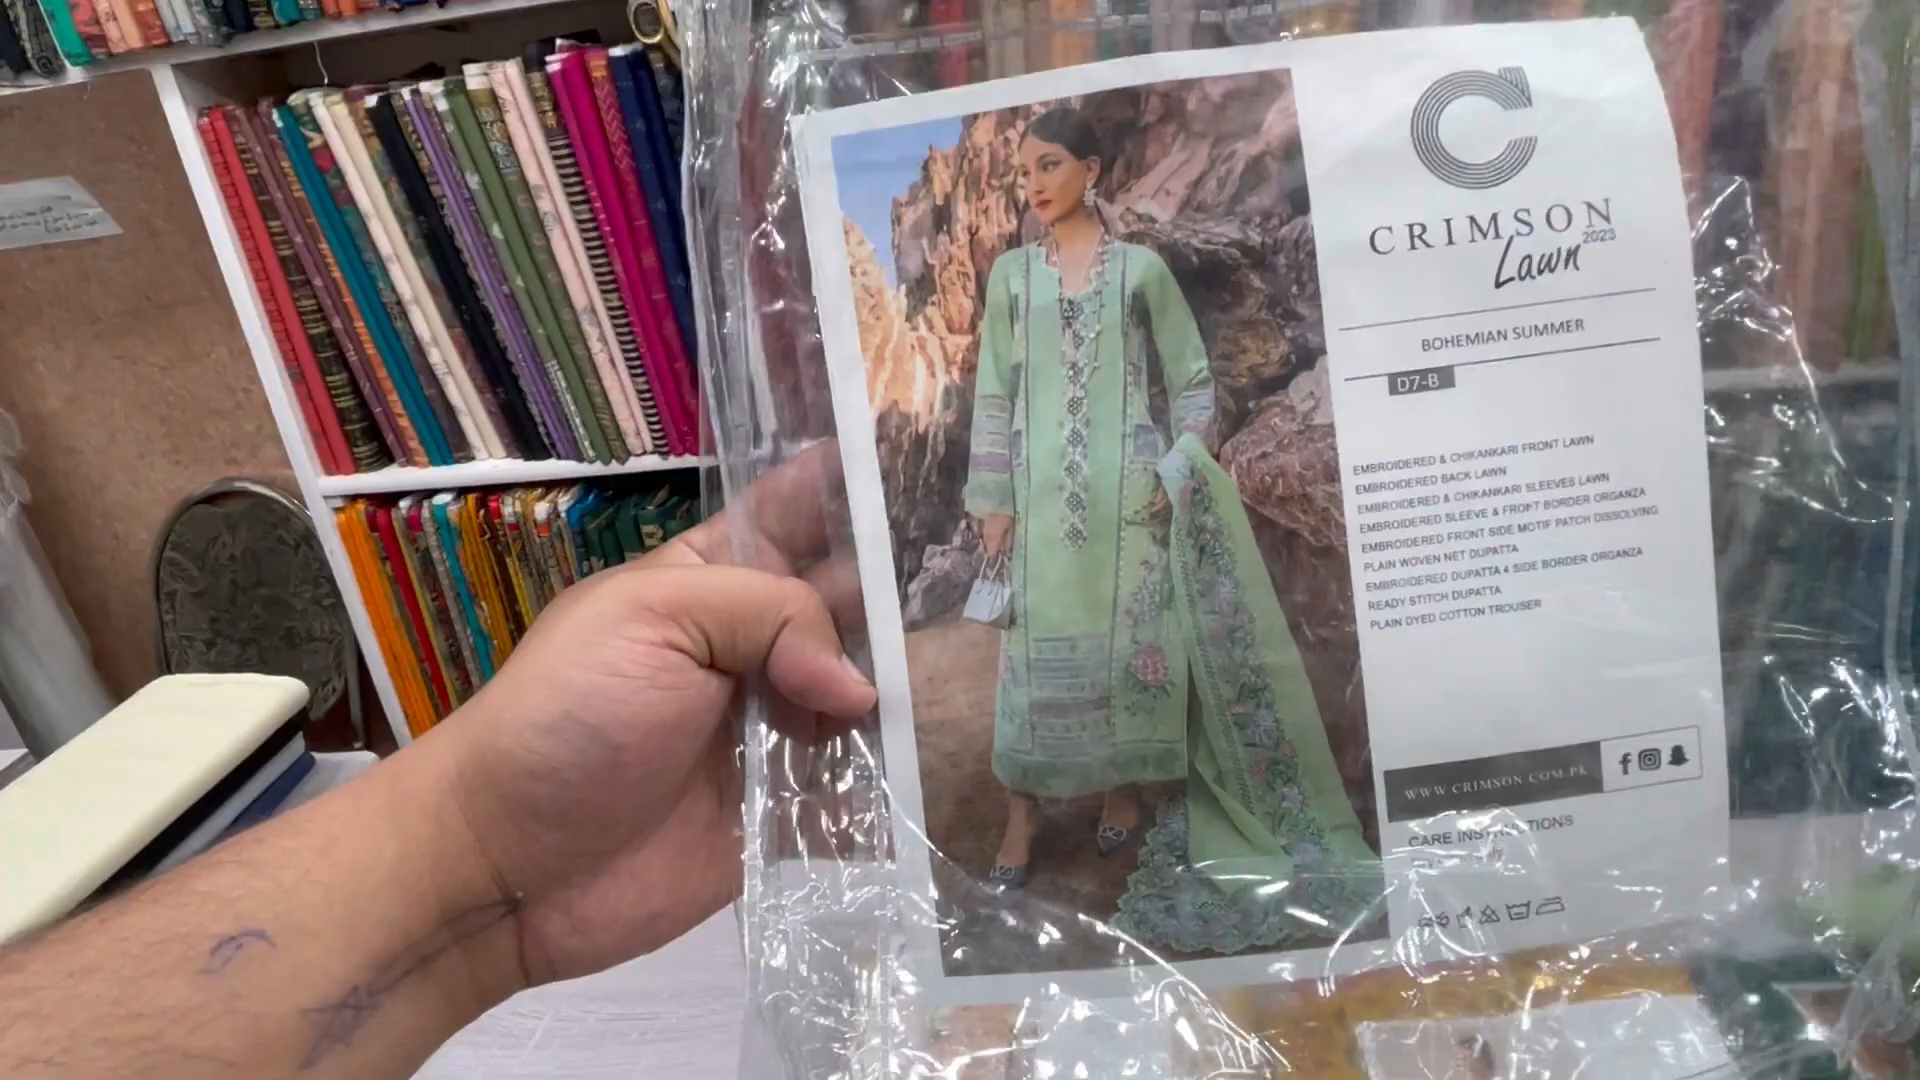 CRIMSON
2023
Lawn
BOHEMIAN SUMMER
D7-B
EMBROIDERED & CHIKANKARI FRONT LAWN
EMBROIDERED BACK LAWN
EMBROIDERED & CHIKANKARI SLEEVES LAWN
EMBROIDERED SLEEVE & FRONT BORDER ORGANZA
EMBROIDERED FRONT SIDE MOTIF PATCH DISSOLVING
PLAIN WOVEN NET DUPATTA
EMBROIDERED DUPATTA 4 SIDE BORDER ORGANZA
READY STITCH DUPATTA
PLAIN DYED COTTON TROUSER
WWW.CRIMSON.COM.PK
CARE INSTRUCTIONS